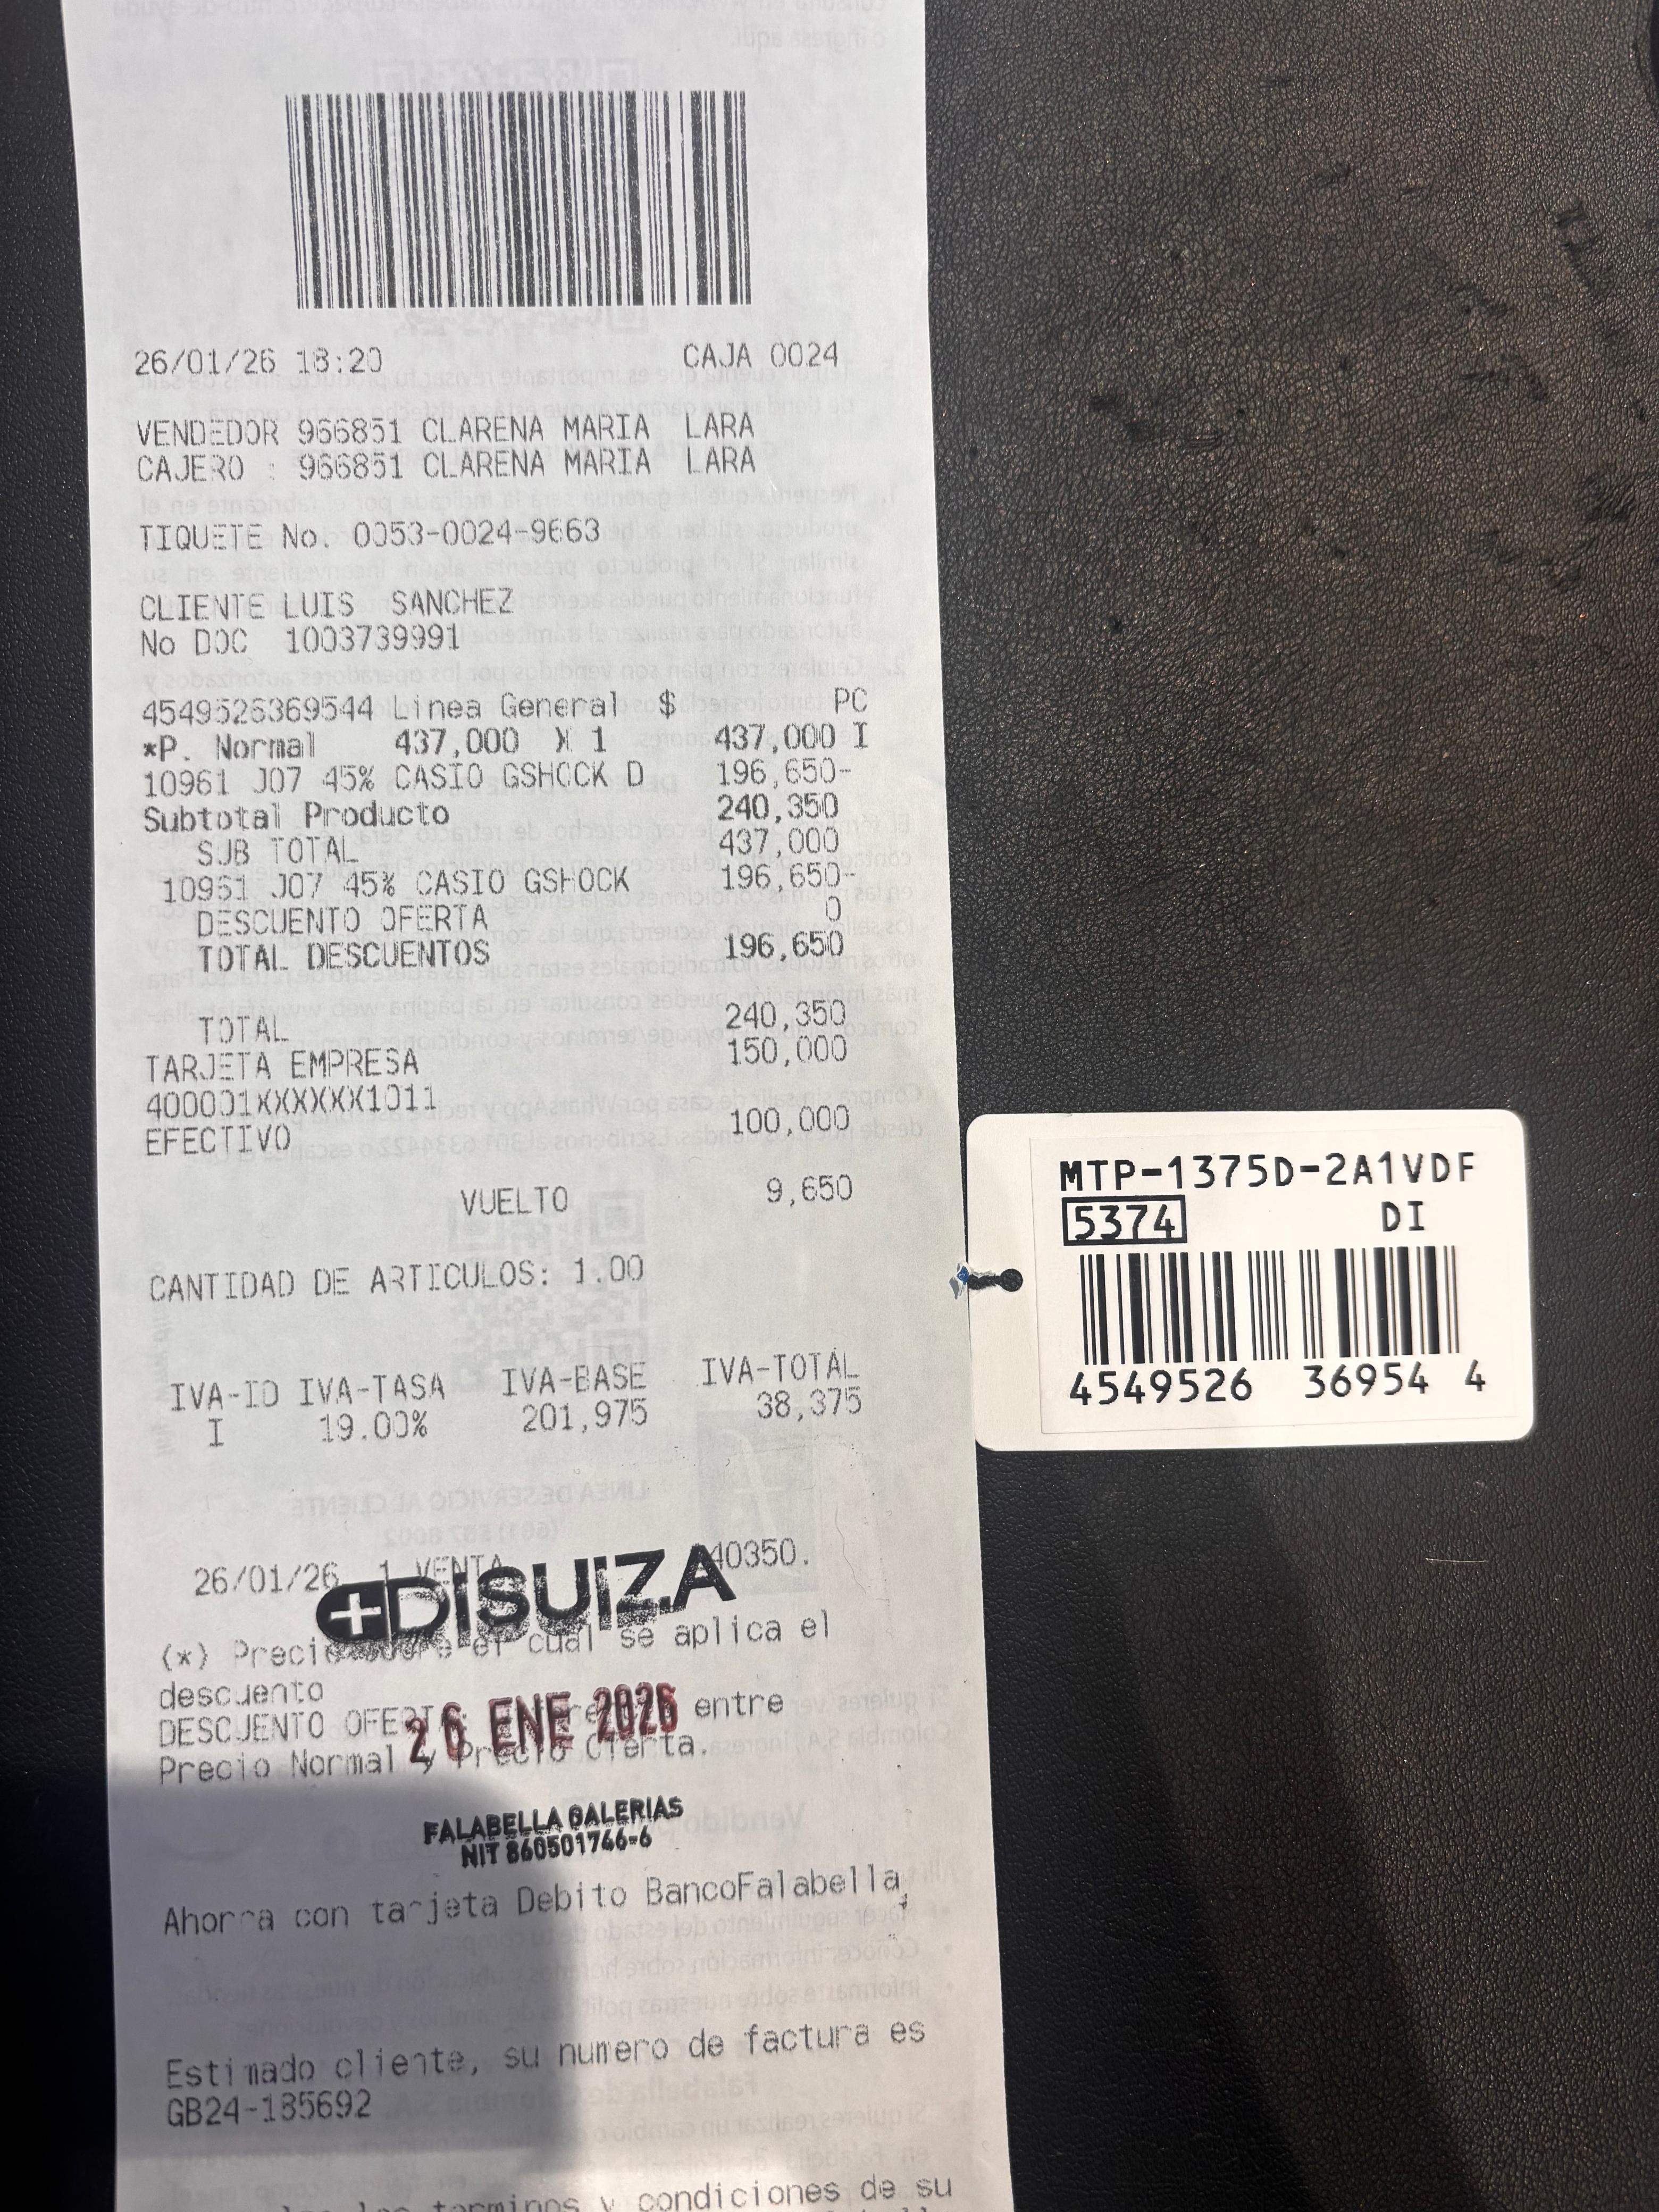 26/01/26 18:20 CAJA 0024
VENDEDOR 966851 CLARENA MARIA LARA
CAJERO : 966851 CLARENA MARIA LARA
TIQUETE No. 0053-0024-9663
CLIENTE LUIS SANCHEZ
No DOC 1003739991
4549526369544 Linea General $ PC
*P. Normal 437,000 X 1 437,000 I
10961 J07 45% CASIO GSHOCK D 196,650-
Subtotal Producto 240,350
SUB TOTAL 437,000
10961 J07 45% CASIO GSHOCK 196,650-
DESCUENTO OFERTA 0
TOTAL DESCUENTOS 196,650
TOTAL 240,350
TARJETA EMPRESA 150,000
400001XXXXXX1011
EFECTIVO 100,000
VUELTO 9,650
CANTIDAD DE ARTICULOS: 1.00
IVA-ID IVA-TASA IVA-BASE IVA-TOTAL
I 19.00% 201,975 38,375
26/01/26 1 VENTA 40350.
DISUIZ.A
(*) Precio sobre el cual se aplica el
descuento
DESCUENTO OFERTA: entre
26 ENE 2026
Precio Normal y Precio Oferta.
FALABELLA GALERIAS
NIT 860501766-6
Ahorra con tarjeta Debito BancoFalabella,
Estimado cliente, su numero de factura es
GB24-185692
terminos y condiciones de su
MTP-1375D-2A1VDF
5374 DI
4549526 36954 4